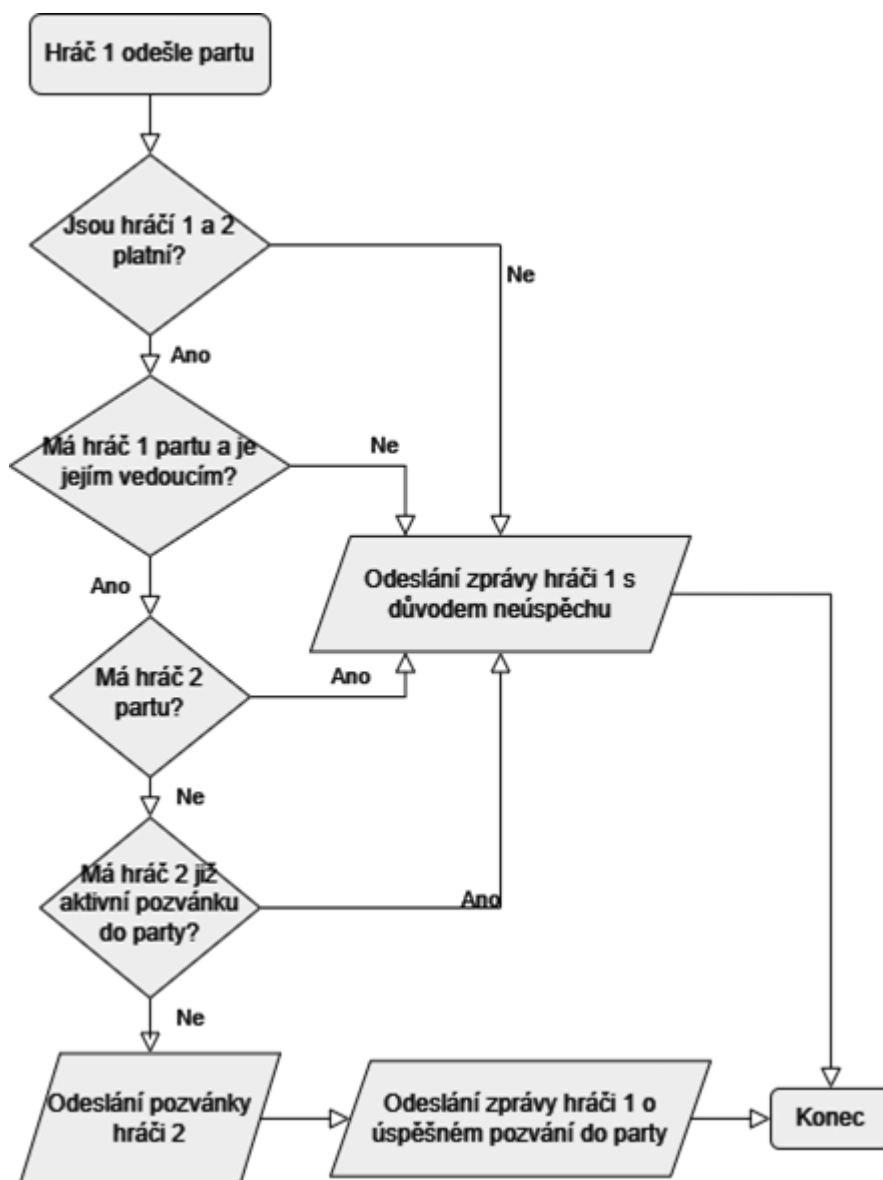 Hráč 1 odešle partu
Jsou hráčí 1 a 2
platní?
Ne
Ano
Má hráč 1 partu a je
jejím vedoucím?
Ne
Ano
Odeslání zprávy hráči 1 s
důvodem neúspěchu
Má hráč 2
partu?
Ano
Ne
Má hráč 2 již
aktivní pozvánku
do party?
Ano
Ne
Odeslání pozvánky
hráči 2
Odeslání zprávy hráči 1 o
úspěšném pozvání do party
Konec